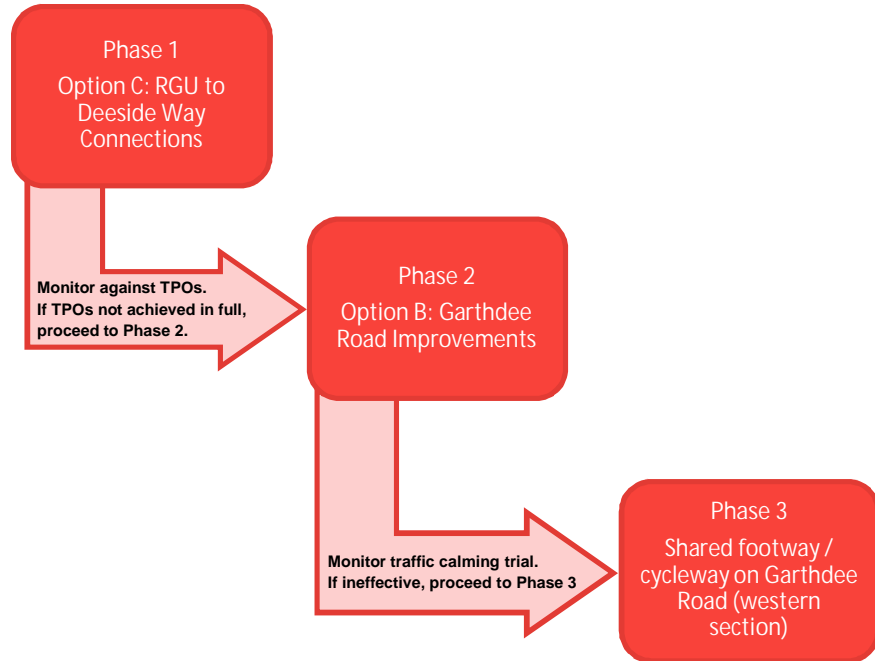 Phase 1
Option C: RGU to
Deeside Way
Connections
Monitor against TPOs.
If TPOs not achieved in full,
proceed to Phase 2.
Phase 2
Option B: Garthdee
Road Improvements
Monitor traffic calming trial.
If ineffective, proceed to Phase 3
Phase 3
Shared footway /
cycleway on Garthdee
Road (western
section)